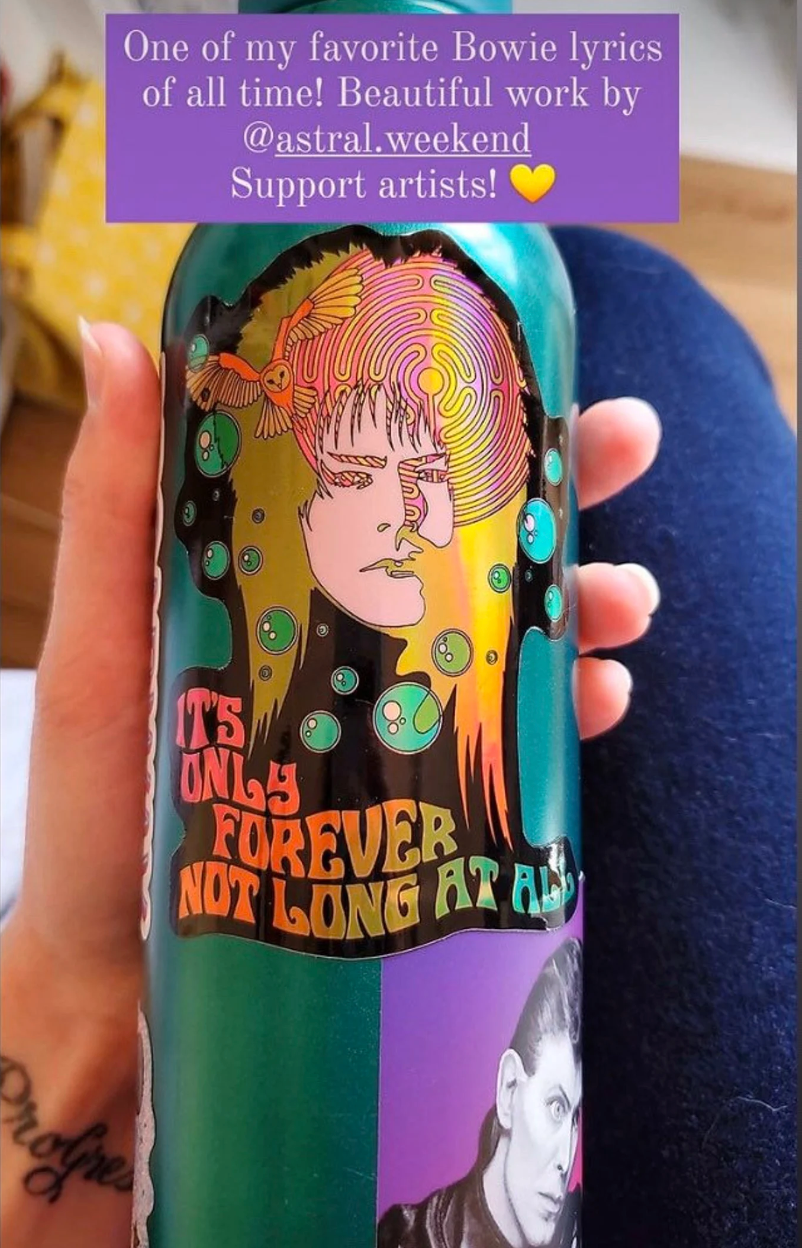 One of my favorite Bowie lyrics
of all time! Beautiful work by
@astral.weekend
Support artists! 💛
IT'S
ONLY
FOREVER
NOT LONG AT ALL